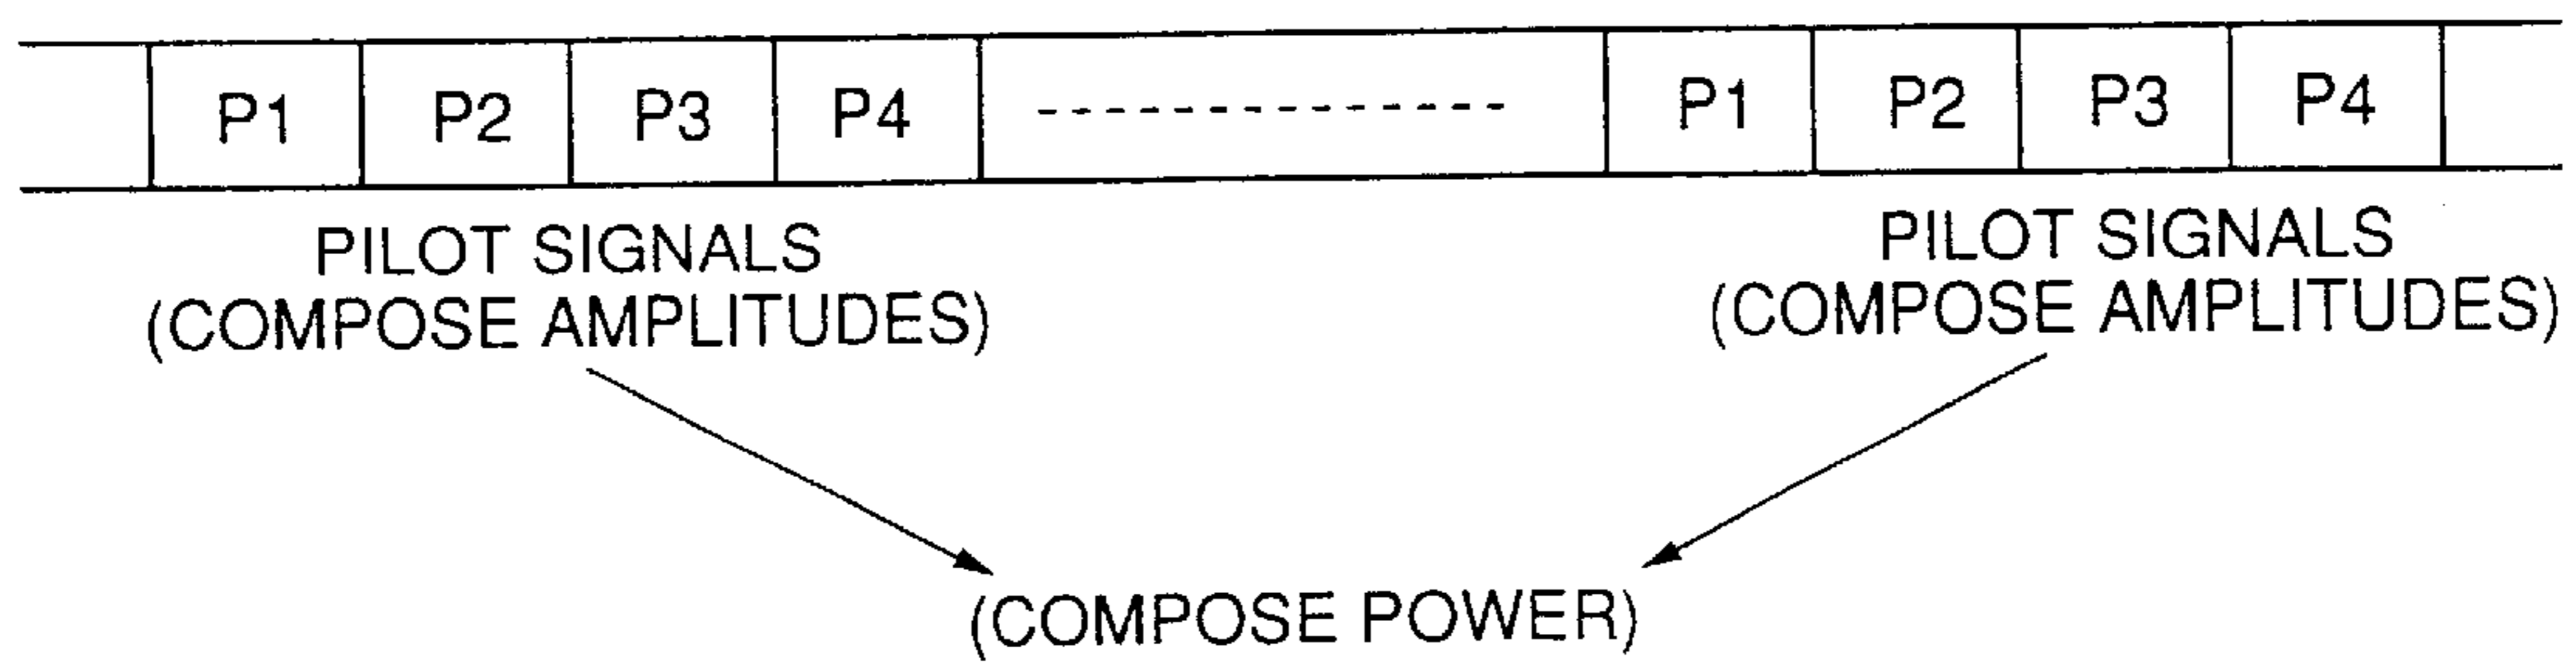 P1 P2 P3 P4 P1 P2 P3 P4
PILOT SIGNALS
(COMPOSE AMPLITUDES)
PILOT SIGNALS
(COMPOSE AMPLITUDES)
(COMPOSE POWER)